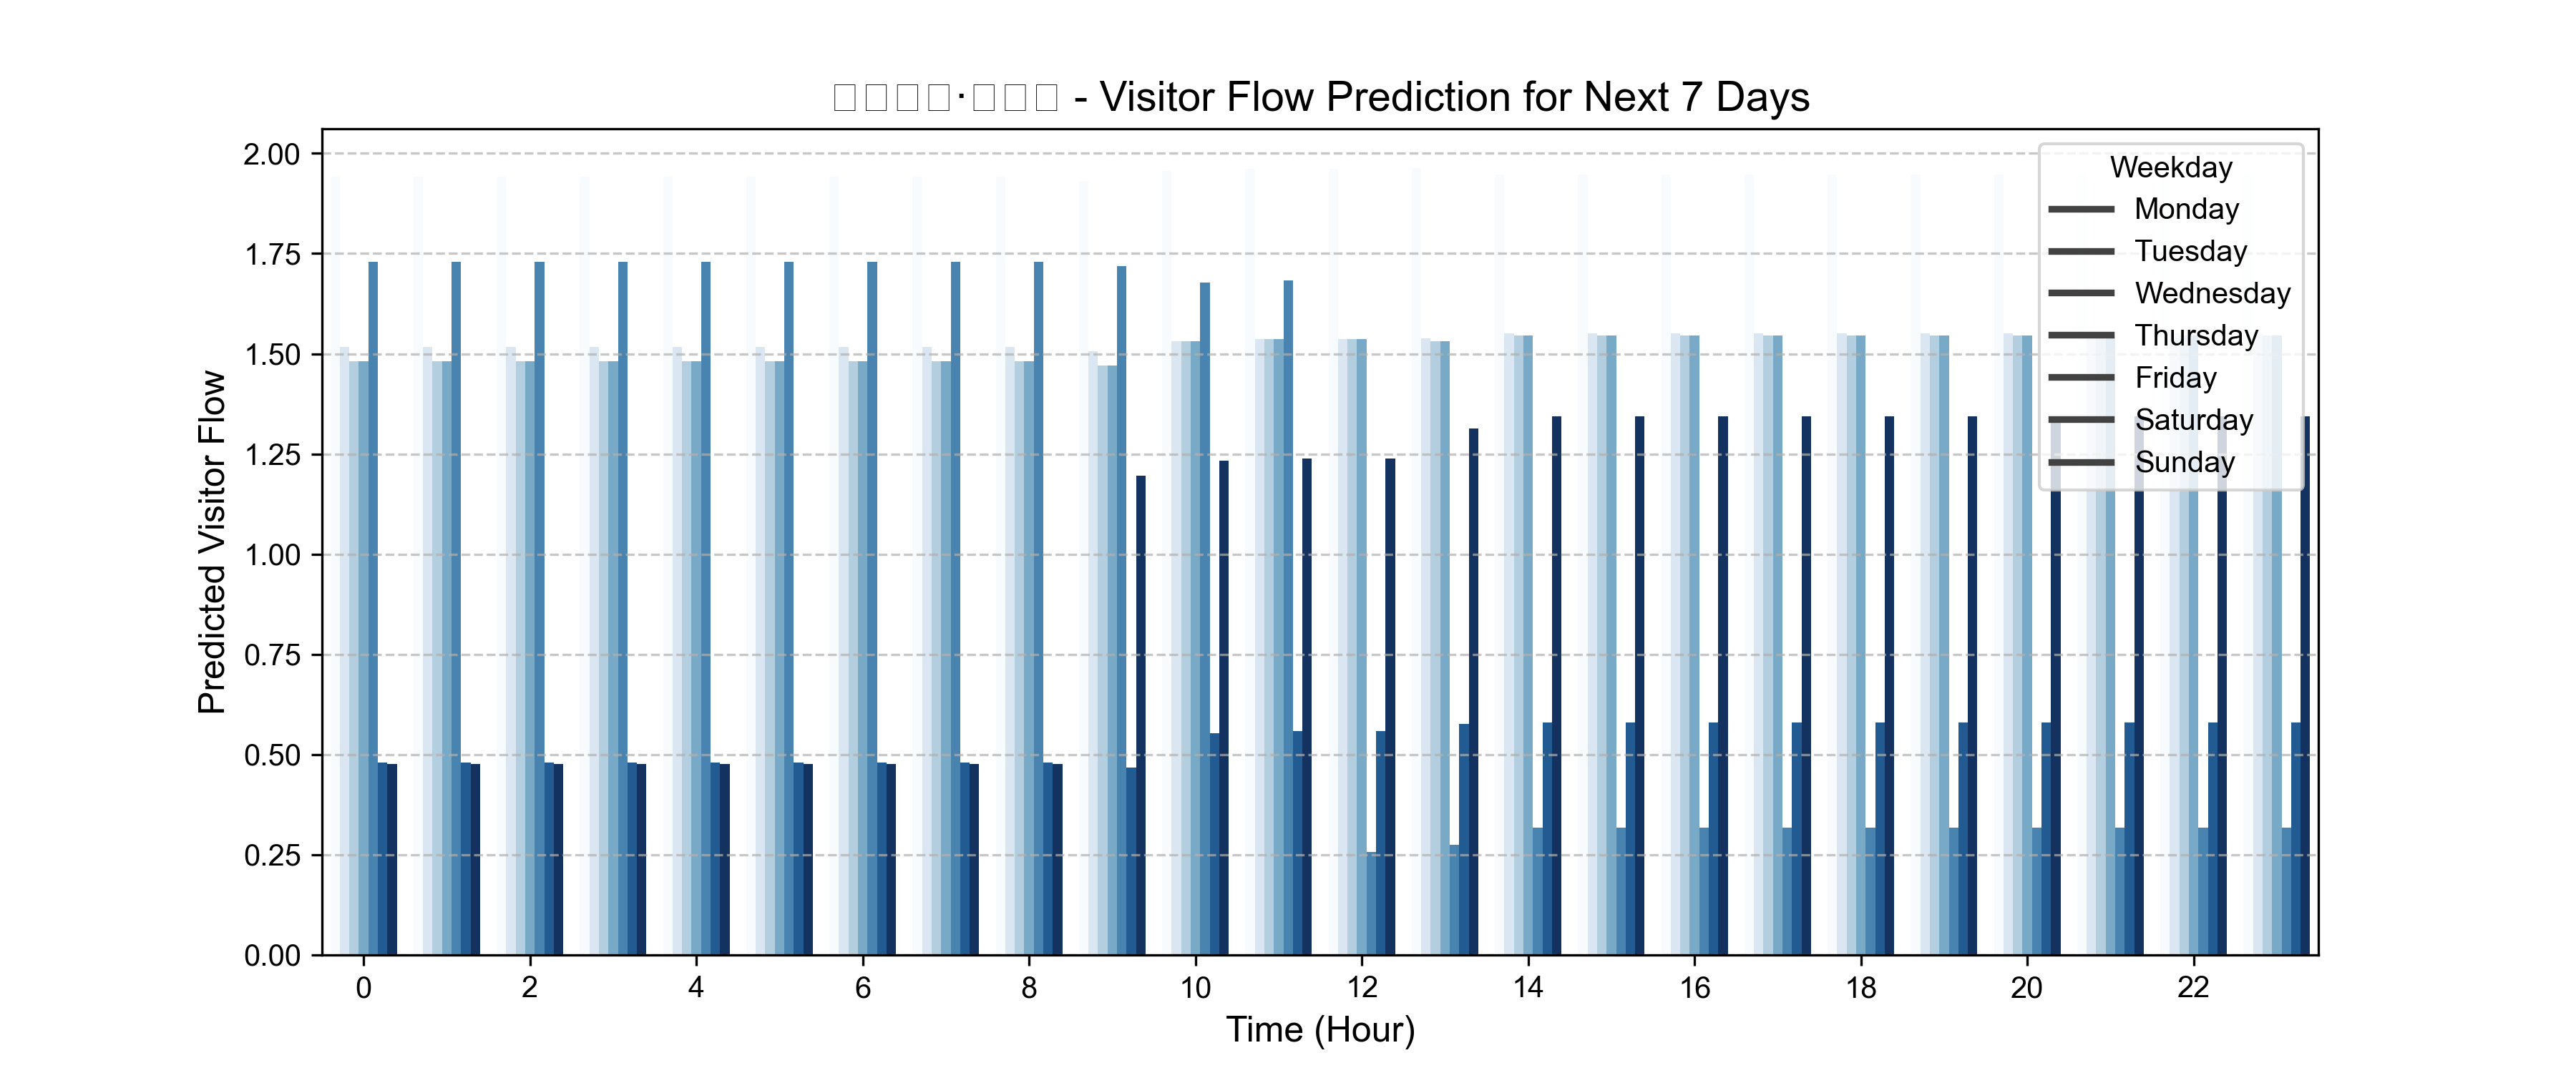 □□□□·□□□ - Visitor Flow Prediction for Next 7 Days
2.00
1.75
1.50
1.25
1.00
0.75
0.50
0.25
0.00
Predicted Visitor Flow
Weekday
Monday
Tuesday
Wednesday
Thursday
Friday
Saturday
Sunday
0 2 4 6 8 10 12 14 16 18 20 22
Time (Hour)